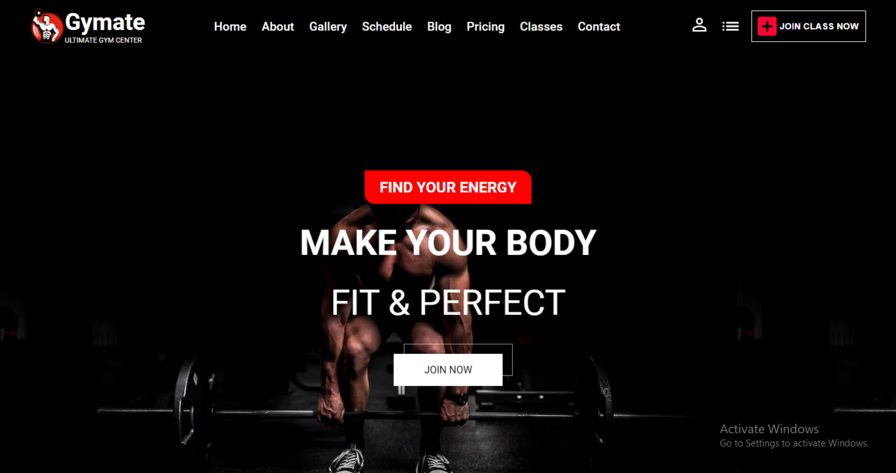 Gymate
ULTIMATE GYM CENTER
Home About Gallery Schedule Blog Pricing Classes Contact
JOIN CLASS NOW
FIND YOUR ENERGY
MAKE YOUR BODY
FIT & PERFECT
JOIN NOW
Activate Windows
Go to Settings to activate Windows.